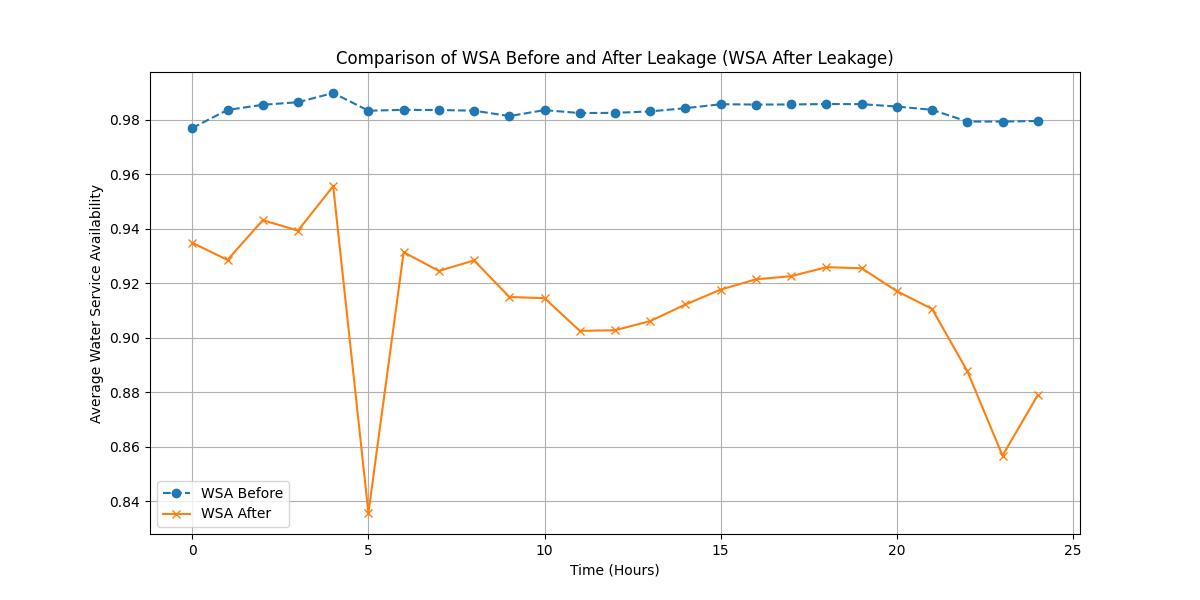 Comparison of WSA Before and After Leakage (WSA After Leakage)
Average Water Service Availability
0.98
0.96
0.94
0.92
0.90
0.88
0.86
0.84
WSA Before
WSA After
0 5 10 15 20 25
Time (Hours)